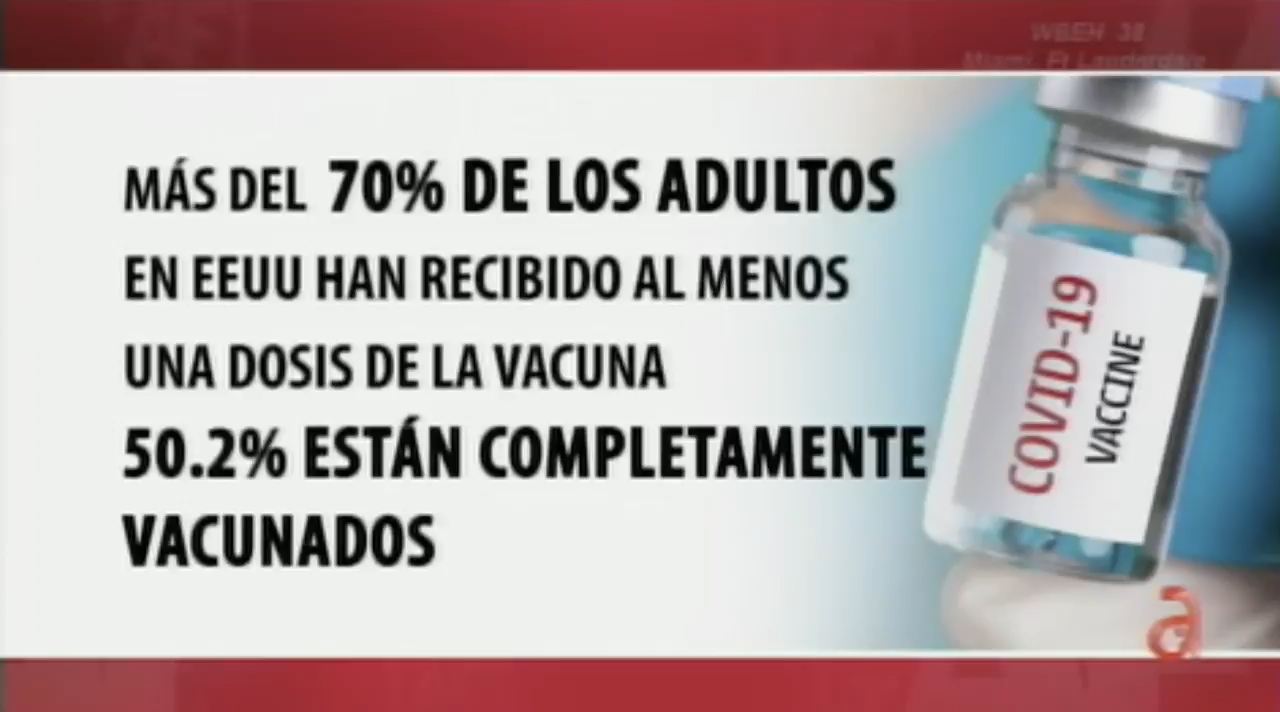 MÁS DEL 70% DE LOS ADULTOS
EN EEUU HAN RECIBIDO AL MENOS
UNA DOSIS DE LA VACUNA
50.2% ESTÁN COMPLETAMENTE
VACUNADOS
COVID-19
VACCINE
a